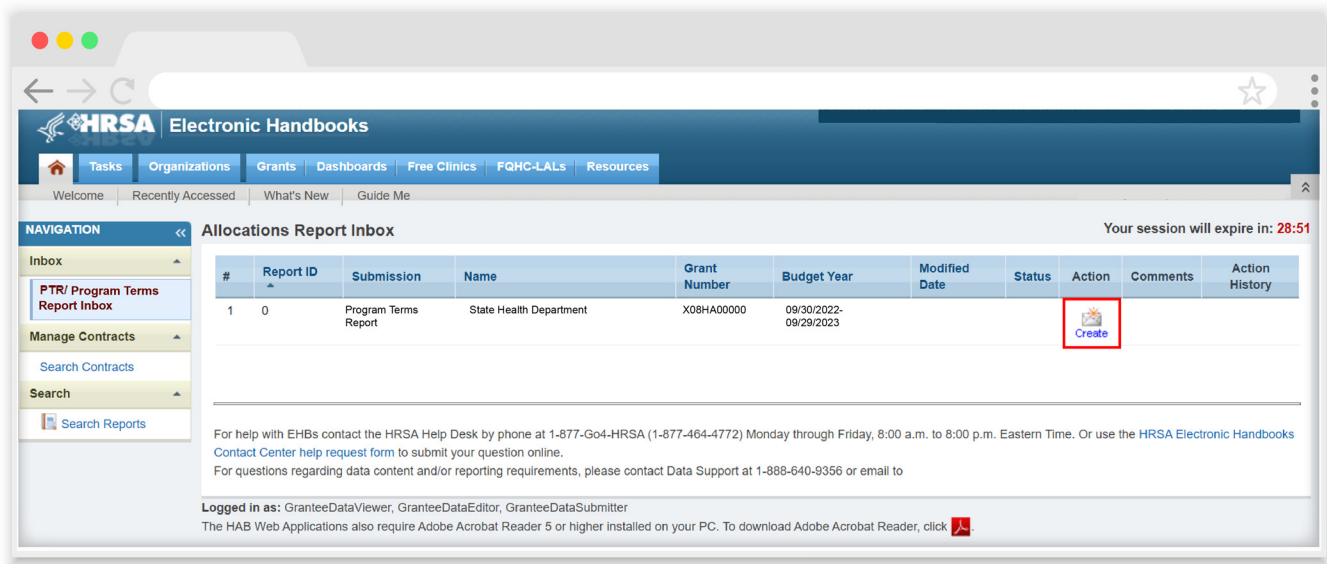 HRSA Electronic Handbooks
Tasks Organizations Grants Dashboards Free Clinics FQHC-LALs Resources
Welcome Recently Accessed What's New Guide Me
NAVIGATION
Inbox
PTR/ Program Terms
Report Inbox
Manage Contracts
Search Contracts
Search
Search Reports
Allocations Report Inbox
Your session will expire in: 28:51
# Report ID Submission Name Grant Number Budget Year Modified Date Status Action Comments Action History
1 0 Program Terms Report State Health Department X08HA00000 09/30/2022-09/29/2023 Create
For help with EHBs contact the HRSA Help Desk by phone at 1-877-Go4-HRSA (1-877-464-4772) Monday through Friday, 8:00 a.m. to 8:00 p.m. Eastern Time. Or use the HRSA Electronic Handbooks
Contact Center help request form to submit your question online.
For questions regarding data content and/or reporting requirements, please contact Data Support at 1-888-640-9356 or email to
Logged in as: GranteeDataViewer, GranteeDataEditor, GranteeDataSubmitter
The HAB Web Applications also require Adobe Acrobat Reader 5 or higher installed on your PC. To download Adobe Acrobat Reader, click .